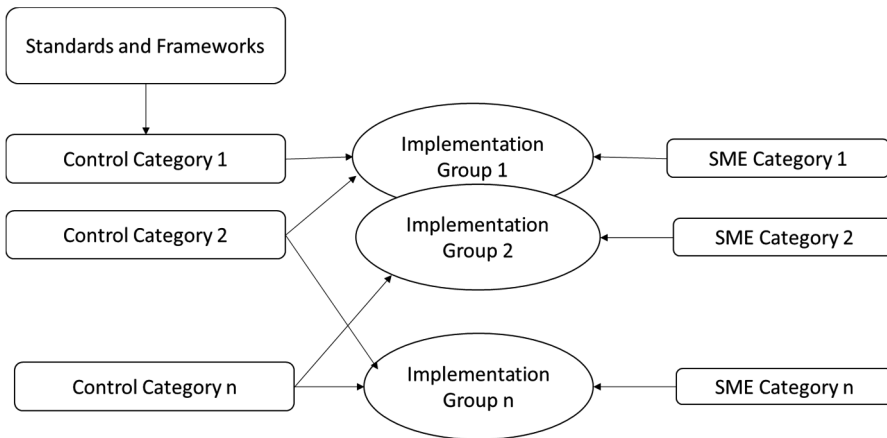 Standards and Frameworks
Control Category 1
Implementation
Group 1
SME Category 1
Control Category 2
Implementation
Group 2
SME Category 2
Control Category n
Implementation
Group n
SME Category n